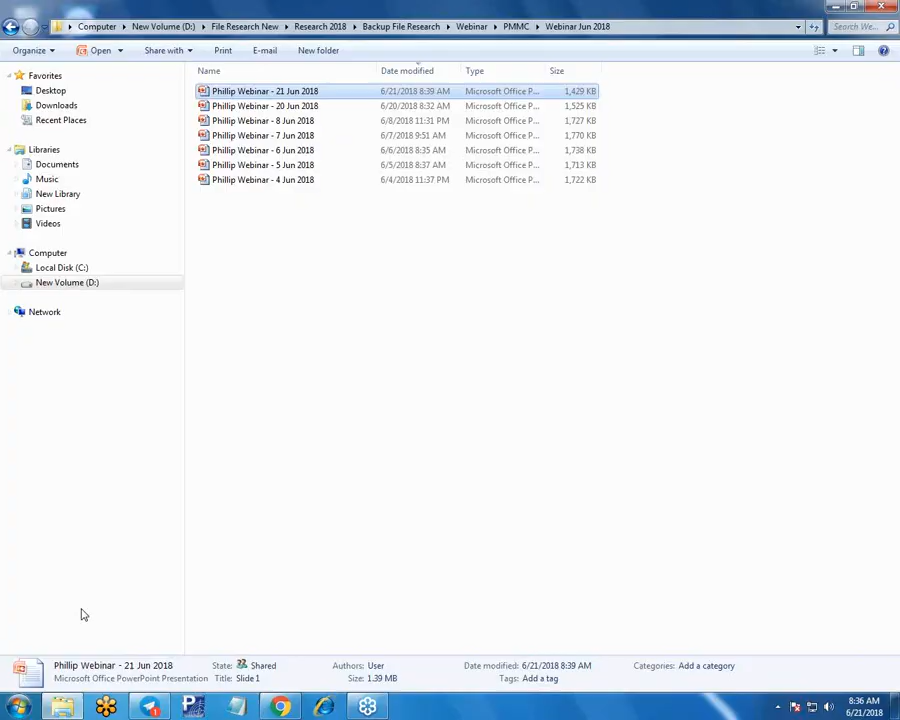 Computer ▸ New Volume (D:) ▸ File Research New ▸ Research 2018 ▸ Backup File Research ▸ Webinar ▸ PMMC ▸ Webinar Jun 2018
Search We...
Organize Open Share with Print E-mail New folder
Name Date modified Type Size
Phillip Webinar - 21 Jun 2018 6/21/2018 8:39 AM Microsoft Office P... 1,429 KB
Phillip Webinar - 20 Jun 2018 6/20/2018 8:32 AM Microsoft Office P... 1,525 KB
Phillip Webinar - 8 Jun 2018 6/8/2018 11:31 PM Microsoft Office P... 1,727 KB
Phillip Webinar - 7 Jun 2018 6/7/2018 9:51 AM Microsoft Office P... 1,770 KB
Phillip Webinar - 6 Jun 2018 6/6/2018 8:35 AM Microsoft Office P... 1,738 KB
Phillip Webinar - 5 Jun 2018 6/5/2018 8:37 AM Microsoft Office P... 1,713 KB
Phillip Webinar - 4 Jun 2018 6/4/2018 11:37 PM Microsoft Office P... 1,722 KB
Favorites
Desktop
Downloads
Recent Places
Libraries
Documents
Music
New Library
Pictures
Videos
Computer
Local Disk (C:)
New Volume (D:)
Network
Phillip Webinar - 21 Jun 2018 State: Shared Authors: User Date modified: 6/21/2018 8:39 AM Categories: Add a category
Microsoft Office PowerPoint Presentation Title: Slide 1 Size: 1.39 MB Tags: Add a tag
8:36 AM
6/21/2018